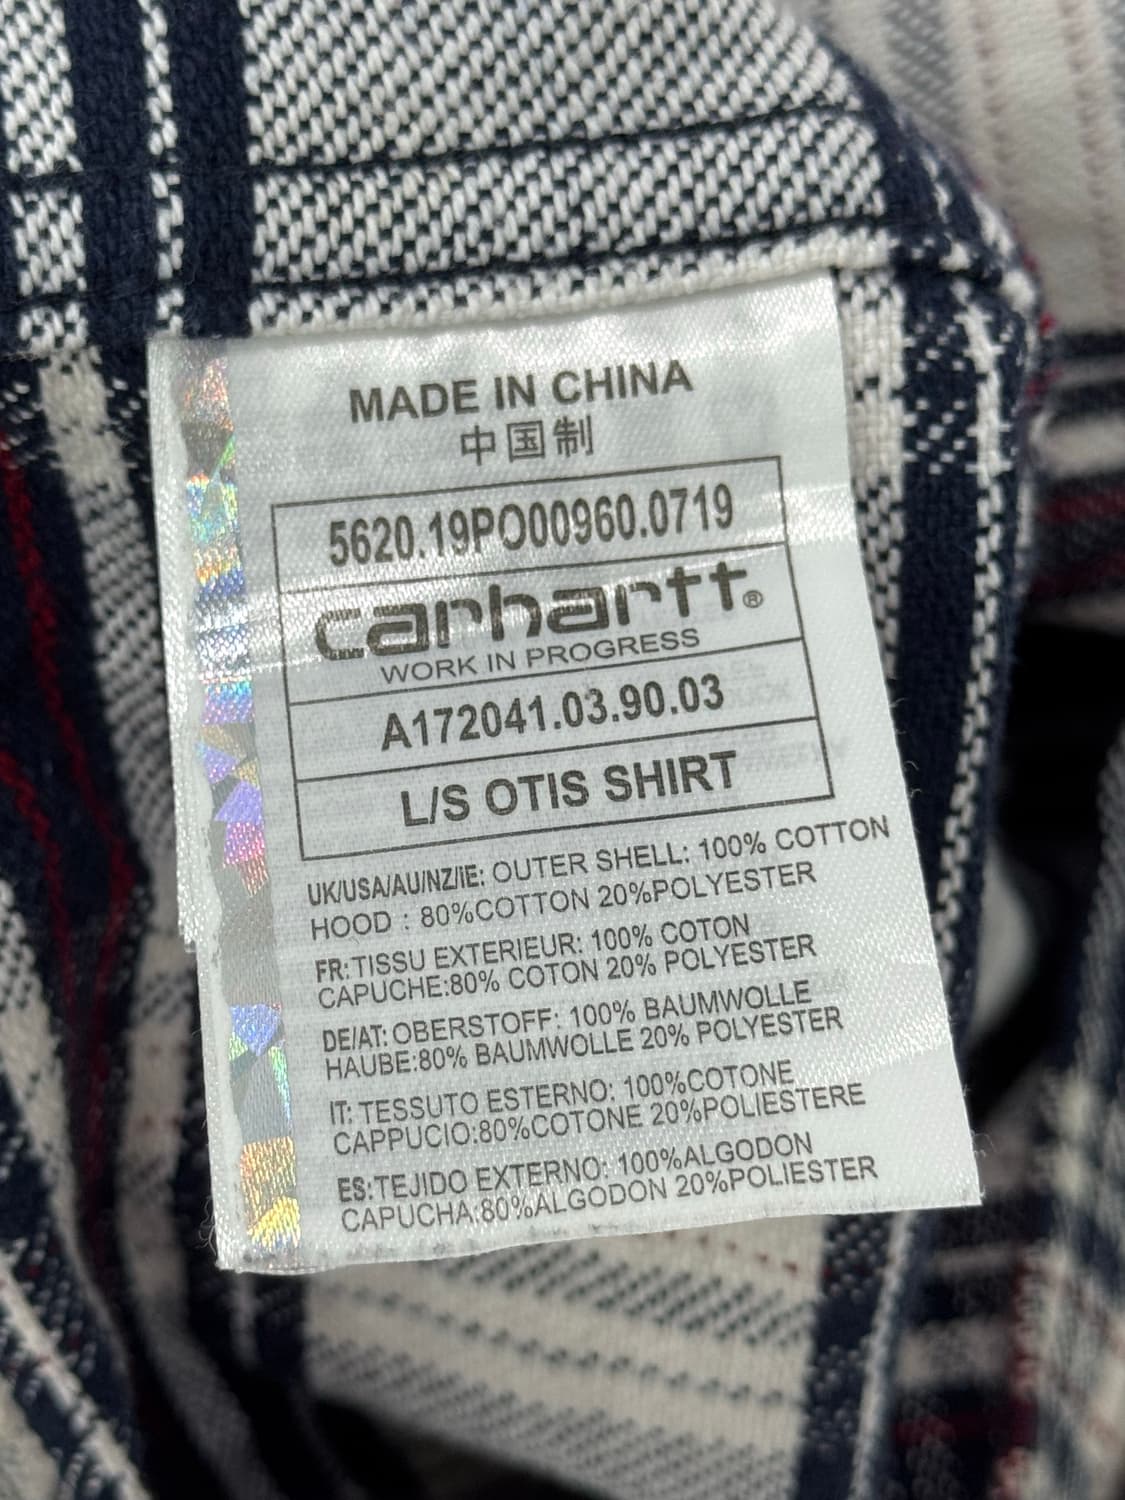 MADE IN CHINA
中国制
5620.19PO00960.0719
carhartt®
WORK IN PROGRESS
A172041.03.90.03
L/S OTIS SHIRT
UK/USA/AU/NZ/IE: OUTER SHELL: 100% COTTON
HOOD : 80%COTTON 20%POLYESTER
FR:TISSU EXTERIEUR: 100% COTON
CAPUCHE:80% COTON 20% POLYESTER
DE/AT:OBERSTOFF: 100% BAUMWOLLE
HAUBE:80% BAUMWOLLE 20% POLYESTER
IT: TESSUTO ESTERNO: 100%COTONE
CAPPUCIO:80%COTONE 20%POLIESTERE
ES:TEJIDO EXTERNO: 100%ALGODON
CAPUCHA:80%ALGODON 20%POLIESTER